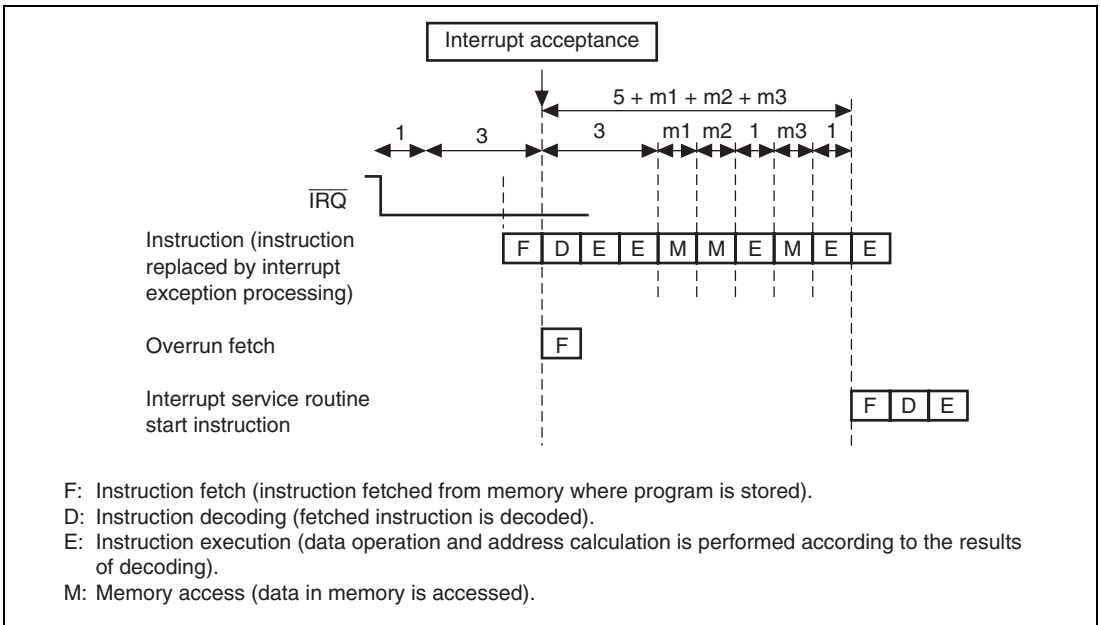 Interrupt acceptance
5 + m1 + m2 + m3
1 3 3 m1 m2 1 m3 1
IRQ
Instruction (instruction
replaced by interrupt
exception processing)
F D E E M M E M E E
Overrun fetch
F
Interrupt service routine
start instruction
F D E
F: Instruction fetch (instruction fetched from memory where program is stored).
D: Instruction decoding (fetched instruction is decoded).
E: Instruction execution (data operation and address calculation is performed according to the results
of decoding).
M: Memory access (data in memory is accessed).